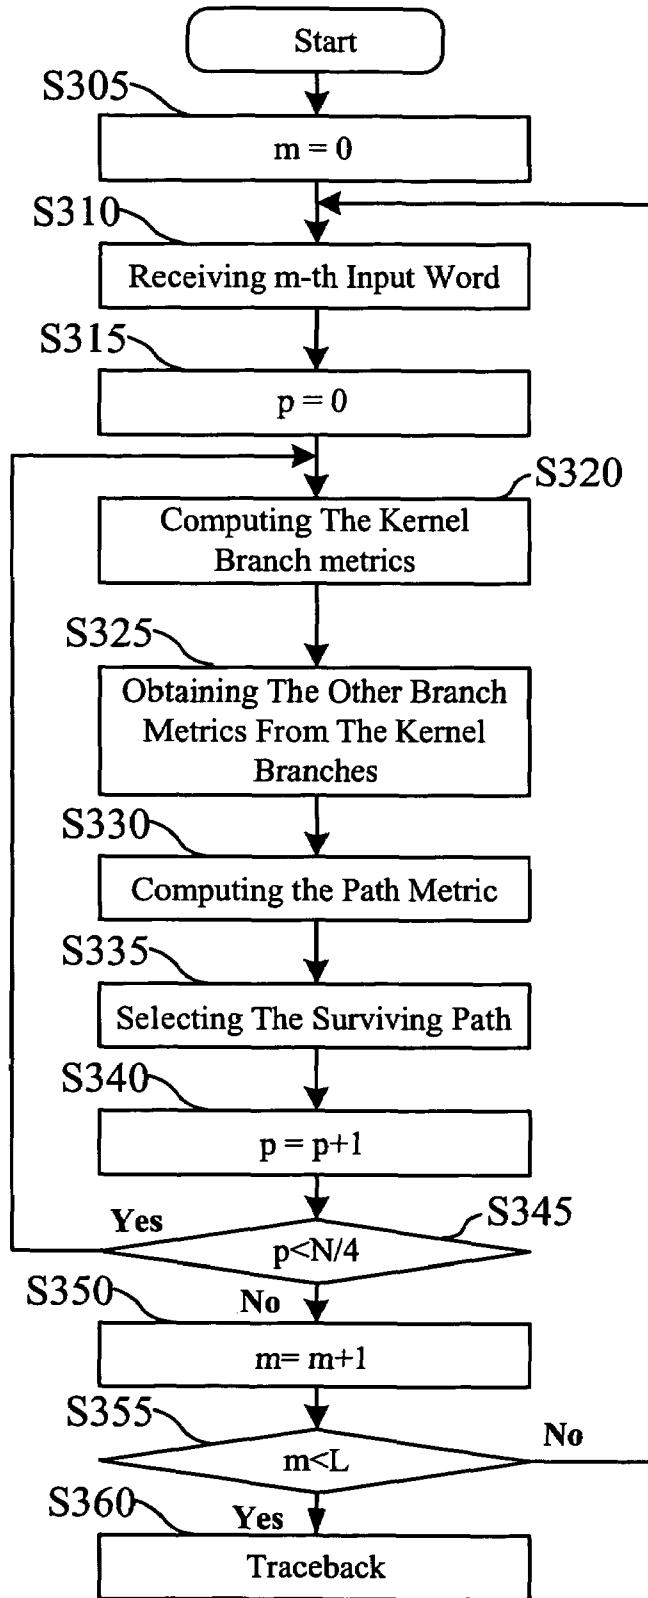 Start
S305
m = 0
S310
Receiving m-th Input Word
S315
p = 0
S320
Computing The Kernel
Branch metrics
S325
Obtaining The Other Branch
Metrics From The Kernel
Branches
S330
Computing the Path Metric
S335
Selecting The Surviving Path
S340
p = p+1
Yes
S345
p<N/4
S350
No
m= m+1
S355
No
m<L
S360
Yes
Traceback